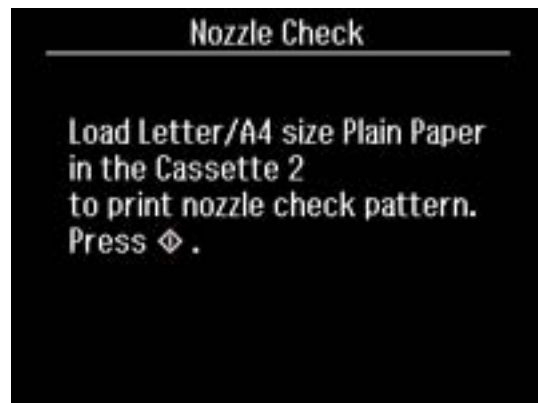 Nozzle Check
Load Letter/A4 size Plain Paper
in the Cassette 2
to print nozzle check pattern.
Press ⟐ .